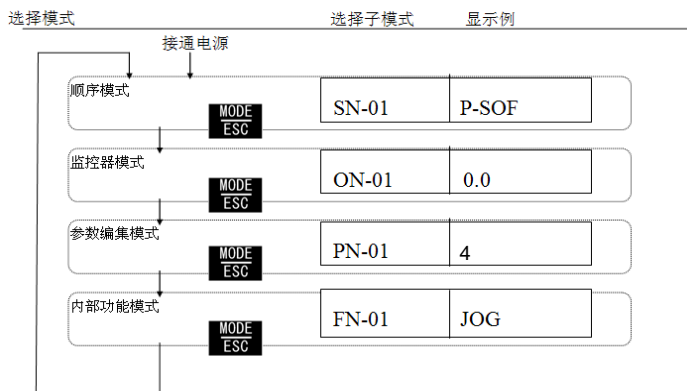 选择模式 选择子模式 显示例
接通电源
顺序模式
MODE
ESC
SN-01 P-SOF
监控器模式
MODE
ESC
ON-01 0.0
参数编集模式
MODE
ESC
PN-01 4
内部功能模式
MODE
ESC
FN-01 JOG